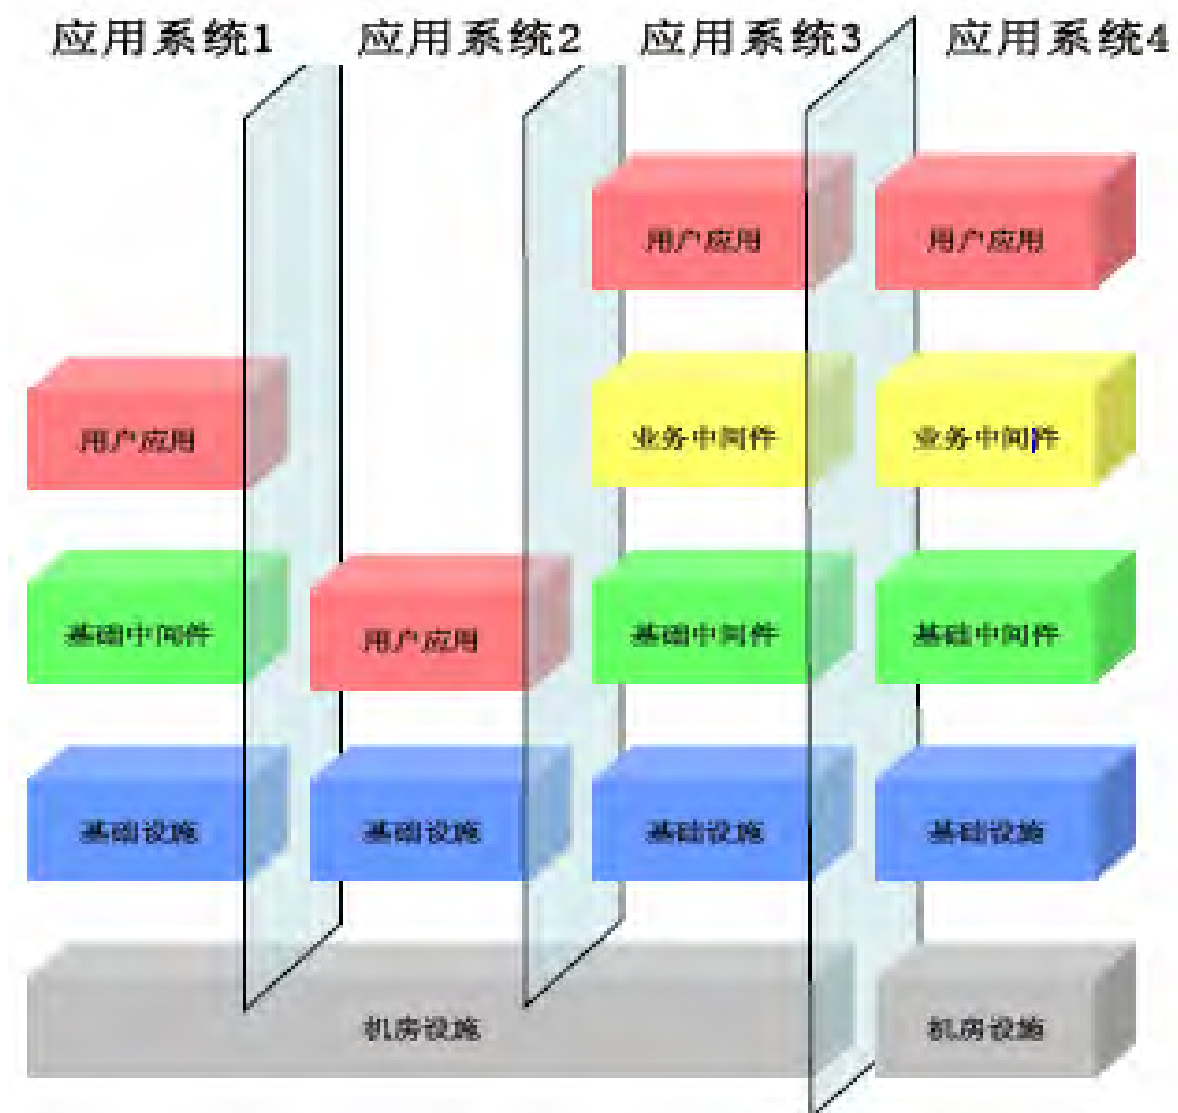 应用系统1
应用系统2
应用系统3
应用系统4
用户应用
用户应用
用户应用
业务中间件
业务中间件
基础中间件
用户应用
基础中间件
基础中间件
基础设施
基础设施
基础设施
基础设施
机房设施
机房设施